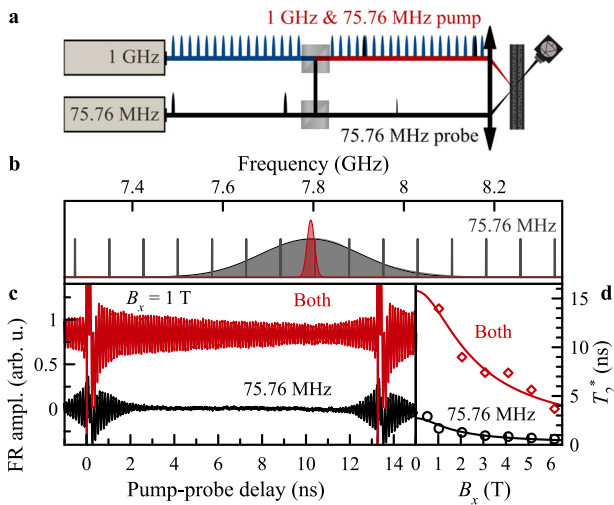 a
1 GHz & 75.76 MHz pump
1 GHz
75.76 MHz
75.76 MHz probe
b
Frequency (GHz)
7.4 7.6 7.8 8 8.2
75.76 MHz
c
B_x = 1 T
Both
d
Both
75.76 MHz
FR ampl. (arb. u.)
1
0.5
0
0 2 4 6 8 10 12 14
Pump-probe delay (ns)
0 1 2 3 4 5 6
B_x (T)
15
10
5
0
T_2^* (ns)